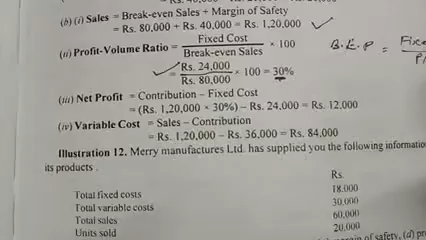 (b) (i) Sales = Break-even Sales + Margin of Safety
= Rs. 80,000 + Rs. 40,000 = Rs. 1,20,000
(ii) Profit-Volume Ratio = Fixed Cost / Break-even Sales × 100
B.E.P =
= Rs. 24,000 / Rs. 80,000 × 100 = 30%
(iii) Net Profit = Contribution – Fixed Cost
= (Rs. 1,20,000 × 30%) – Rs. 24,000 = Rs. 12,000
(iv) Variable Cost = Sales – Contribution
= Rs. 1,20,000 – Rs. 36,000 = Rs. 84,000
Illustration 12. Merry manufactures Ltd. has supplied you the following
its products.
Rs.
Total fixed costs 18,000
Total variable costs 30,000
Total sales 60,000
Units sold 20,000
of safety, (d)